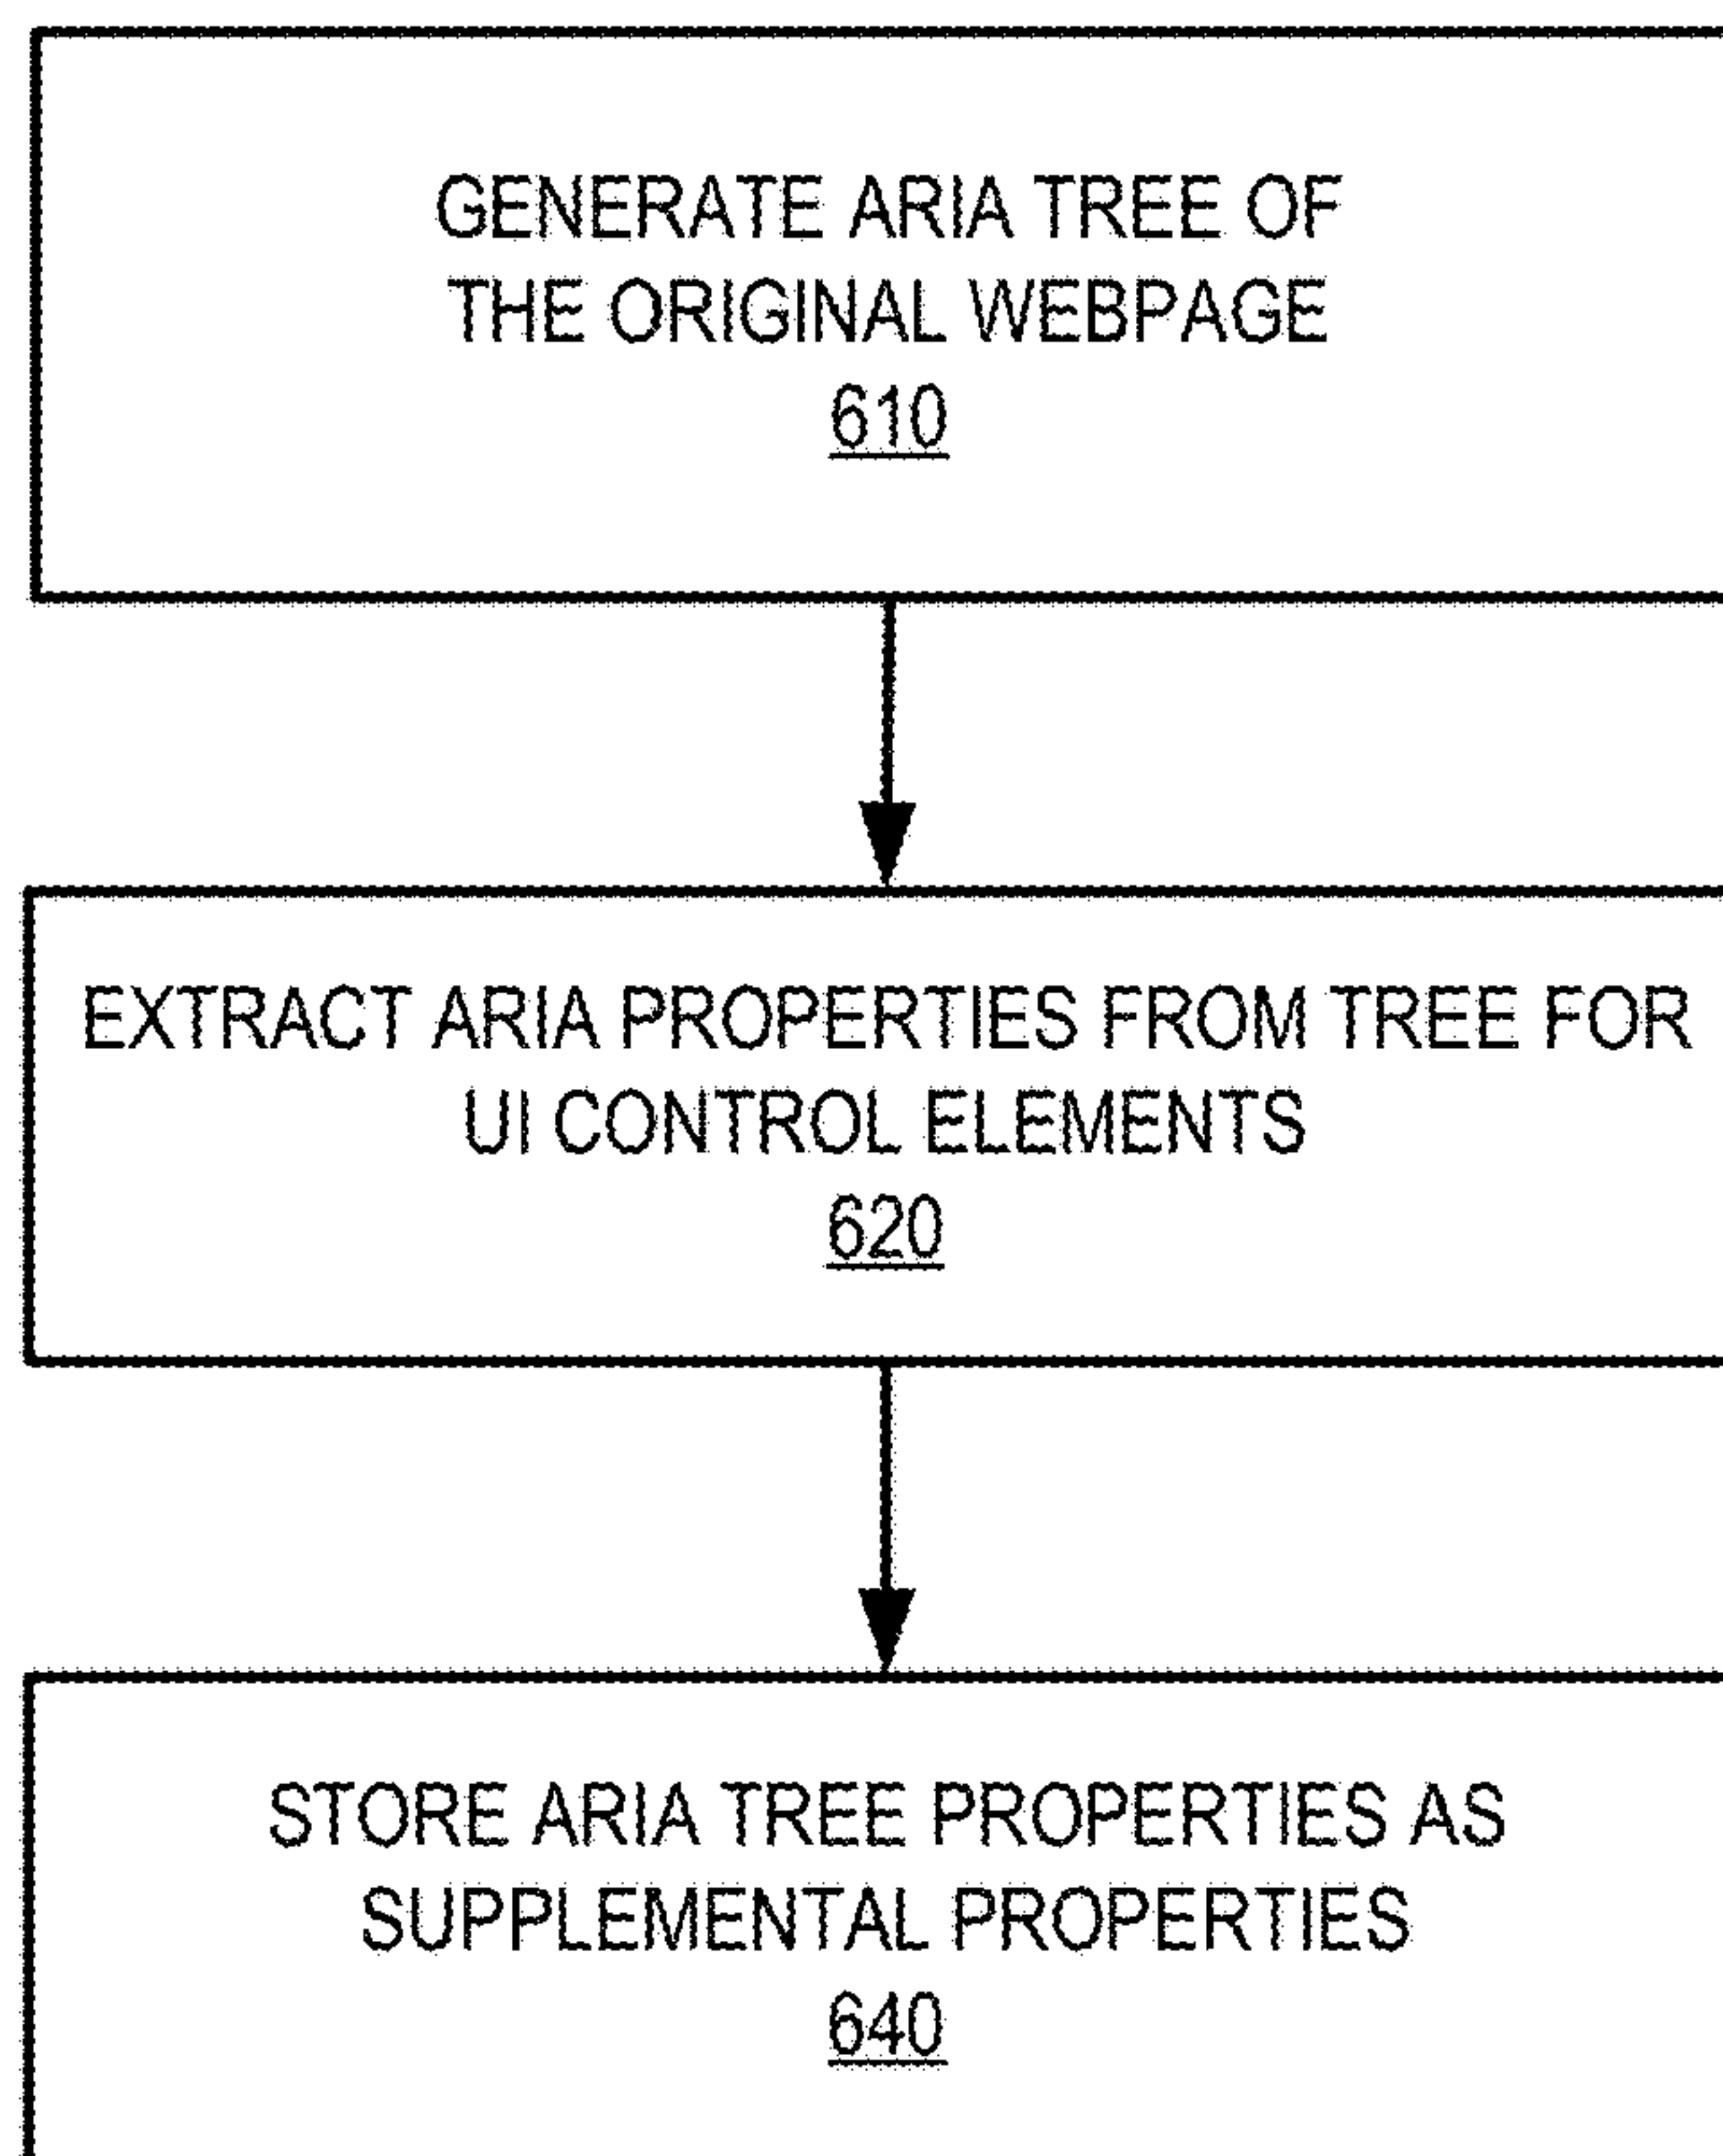 GENERATE ARIA TREE OF
THE ORIGINAL WEBPAGE
610
EXTRACT ARIA PROPERTIES FROM TREE FOR
UI CONTROL ELEMENTS
620
STORE ARIA TREE PROPERTIES AS
SUPPLEMENTAL PROPERTIES
640